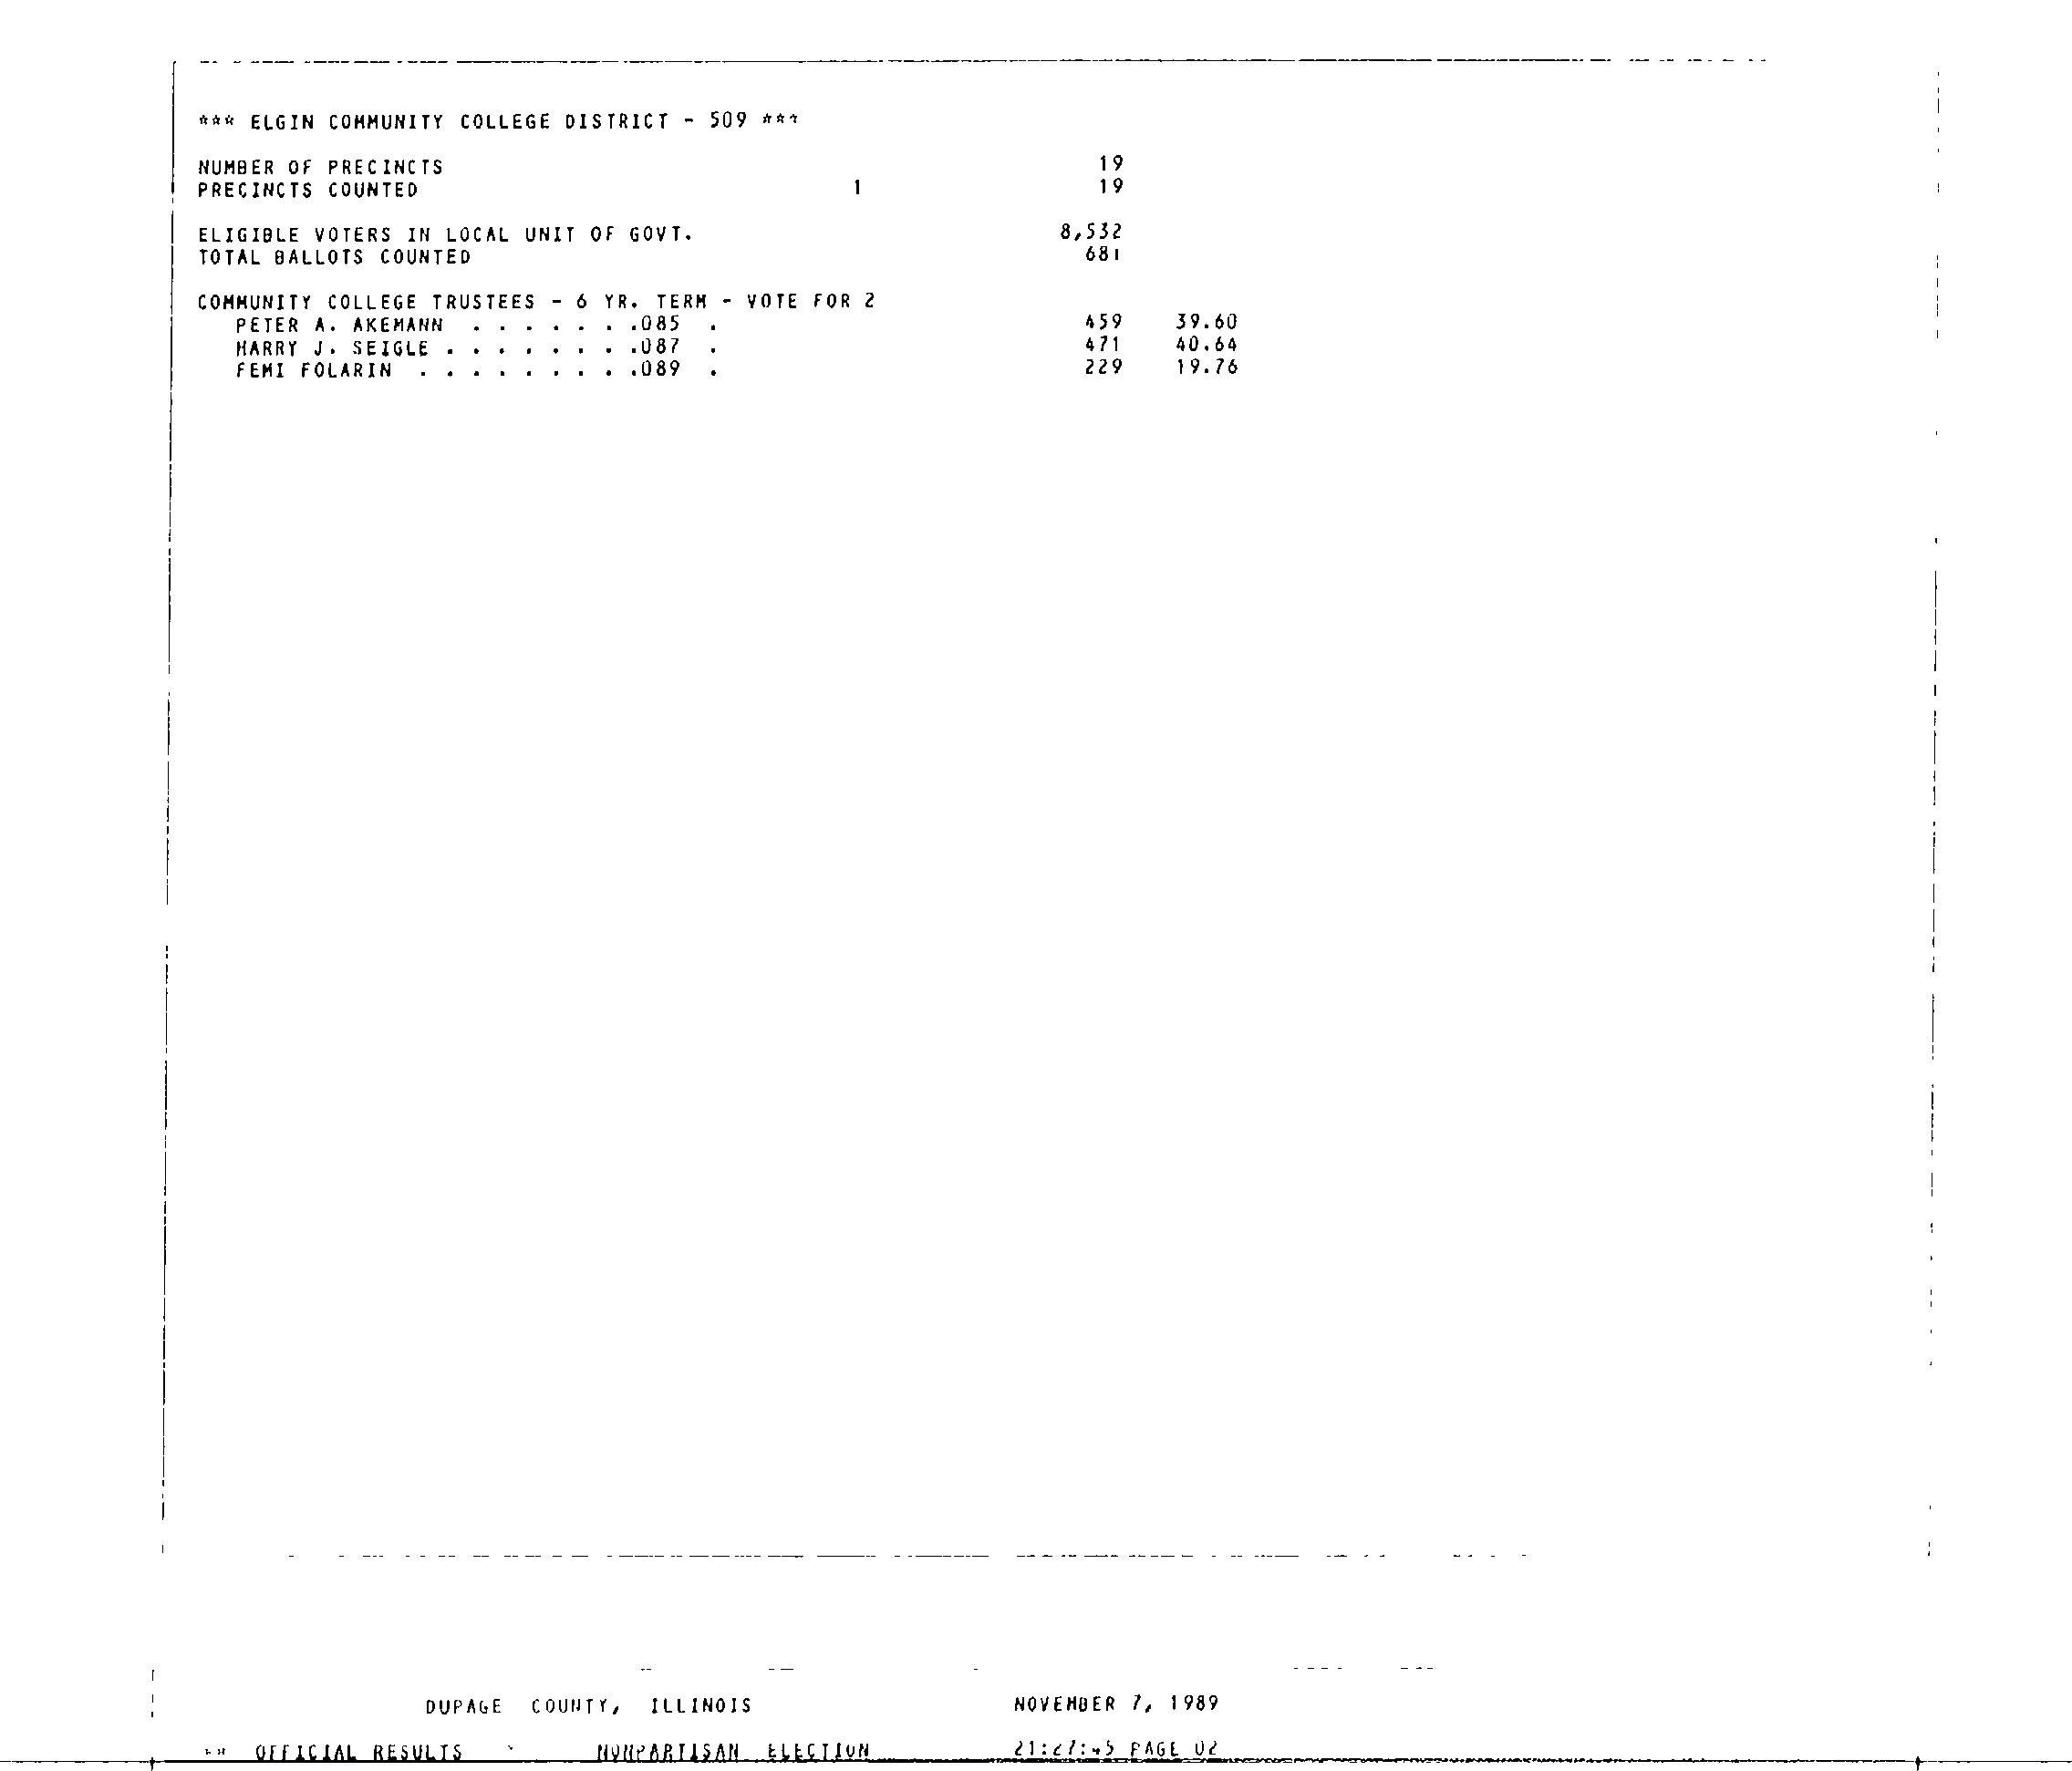 *** ELGIN COMMUNITY COLLEGE DISTRICT - 509 ***
NUMBER OF PRECINCTS 19
PRECINCTS COUNTED 1 19
ELIGIBLE VOTERS IN LOCAL UNIT OF GOVT. 8,532
TOTAL BALLOTS COUNTED 681
COMMUNITY COLLEGE TRUSTEES - 6 YR. TERM - VOTE FOR 2
PETER A. AKEMANN . . . . . . .085 . 459 39.60
HARRY J. SEIGLE . . . . . . . .087 . 471 40.64
FEMI FOLARIN . . . . . . . . .089 . 229 19.76
DUPAGE COUNTY, ILLINOIS NOVEMBER 7, 1989
** OFFICIAL RESULTS NONPARTISAN ELECTION 21:27:45 PAGE 02